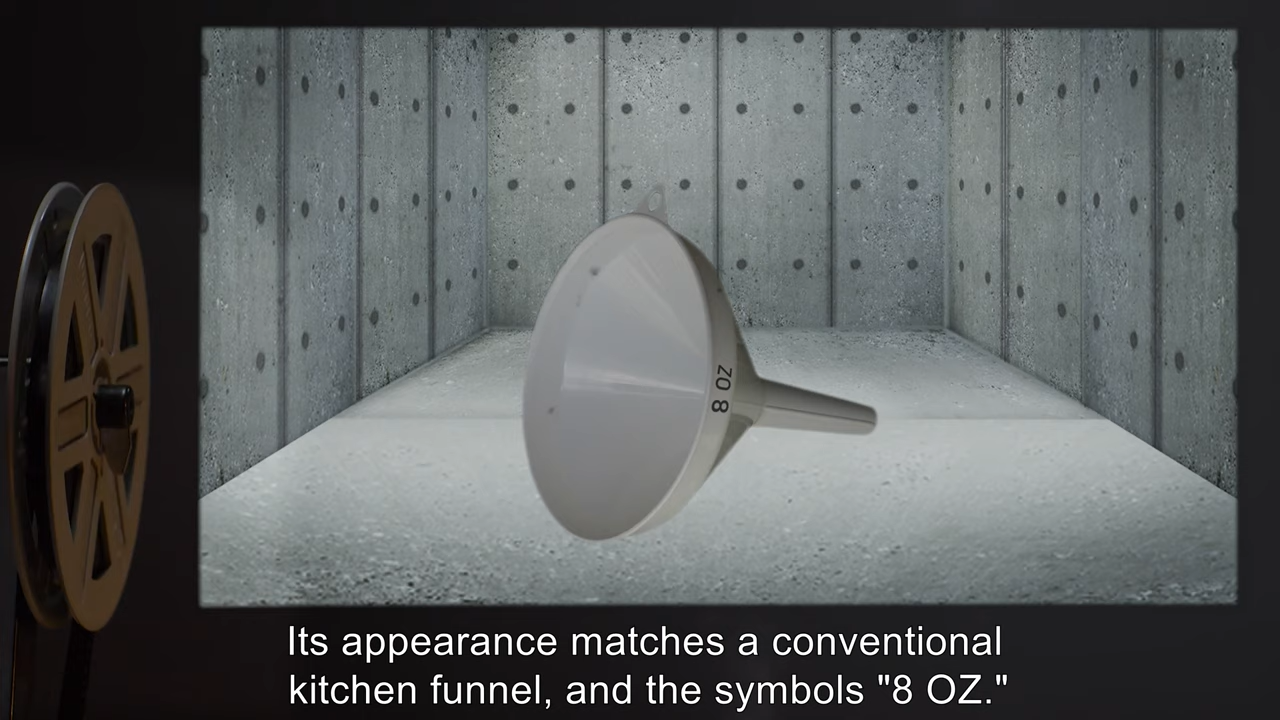 8 OZ
Its appearance matches a conventional
kitchen funnel, and the symbols "8 OZ."